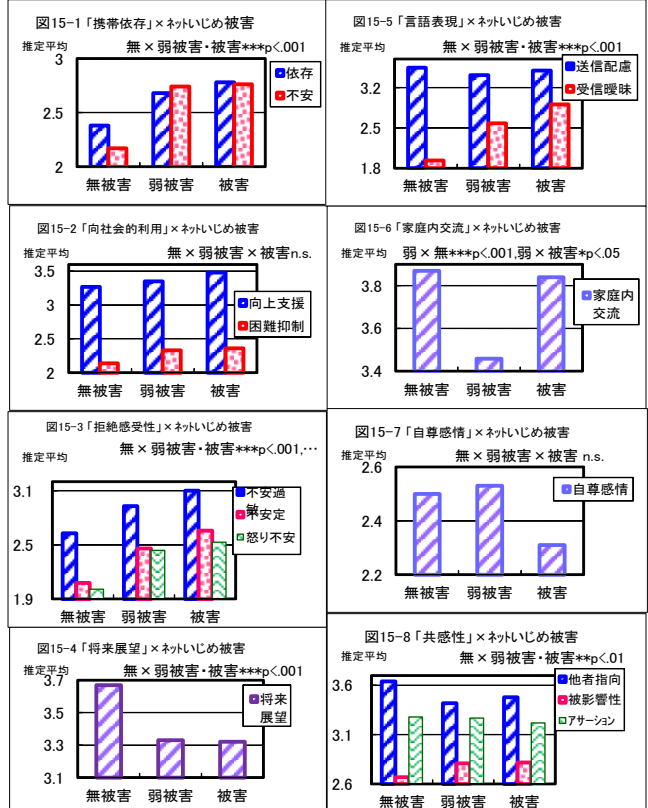 図15-1「携帯依存」×ネットいじめ被害
無×弱被害・被害***p<.001
推定平均
3
2.5
2
依存
不安
無被害 弱被害 被害
図15-2「向社会的利用」×ネットいじめ被害
推定平均 無×弱被害×被害n.s.
3.5
3
2.5
2
向上支援
困難抑制
無被害 弱被害 被害
図15-3「拒絶感受性」×ネットいじめ被害
無×弱被害・被害***p<.001,…
推定平均
3.1
2.5
1.9
不安過
敏
不安定
怒り不安
無被害 弱被害 被害
図15-4「将来展望」×ネットいじめ被害
推定平均 無×弱被害・被害***p<.001
3.7
3.5
3.3
3.1
将来
展望
無被害 弱被害 被害
図15-5「言語表現」×ネットいじめ被害
推定平均 無×弱被害・被害***p<.001
3.2
2.5
1.8
送信配慮
受信曖昧
無被害 弱被害 被害
図15-6「家庭内交流」×ネットいじめ被害
推定平均 弱×無***p<.001,弱×被害*p<.05
3.8
3.6
3.4
家庭内
交流
無被害 弱被害 被害
図15-7「自尊感情」×ネットいじめ被害
推定平均 無×弱被害×被害 n.s.
2.6
2.4
2.2
自尊感情
無被害 弱被害 被害
図15-8「共感性」×ネットいじめ被害
推定平均 無×弱被害・被害**p<.01
3.6
3.1
2.6
他者指向
被影響性
アサーション
無被害 弱被害 被害